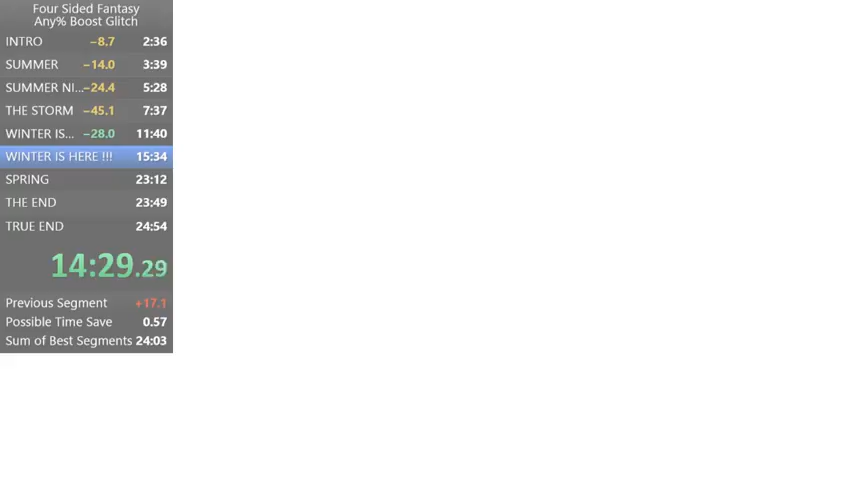 Four Sided Fantasy
Any% Boost Glitch
INTRO −8.7 2:36
SUMMER −14.0 3:39
SUMMER NI... −24.4 5:28
THE STORM −45.1 7:37
WINTER IS... −28.0 11:40
WINTER IS HERE !!! 15:34
SPRING 23:12
THE END 23:49
TRUE END 24:54
14:29.29
Previous Segment +17.1
Possible Time Save 0.57
Sum of Best Segments 24:03